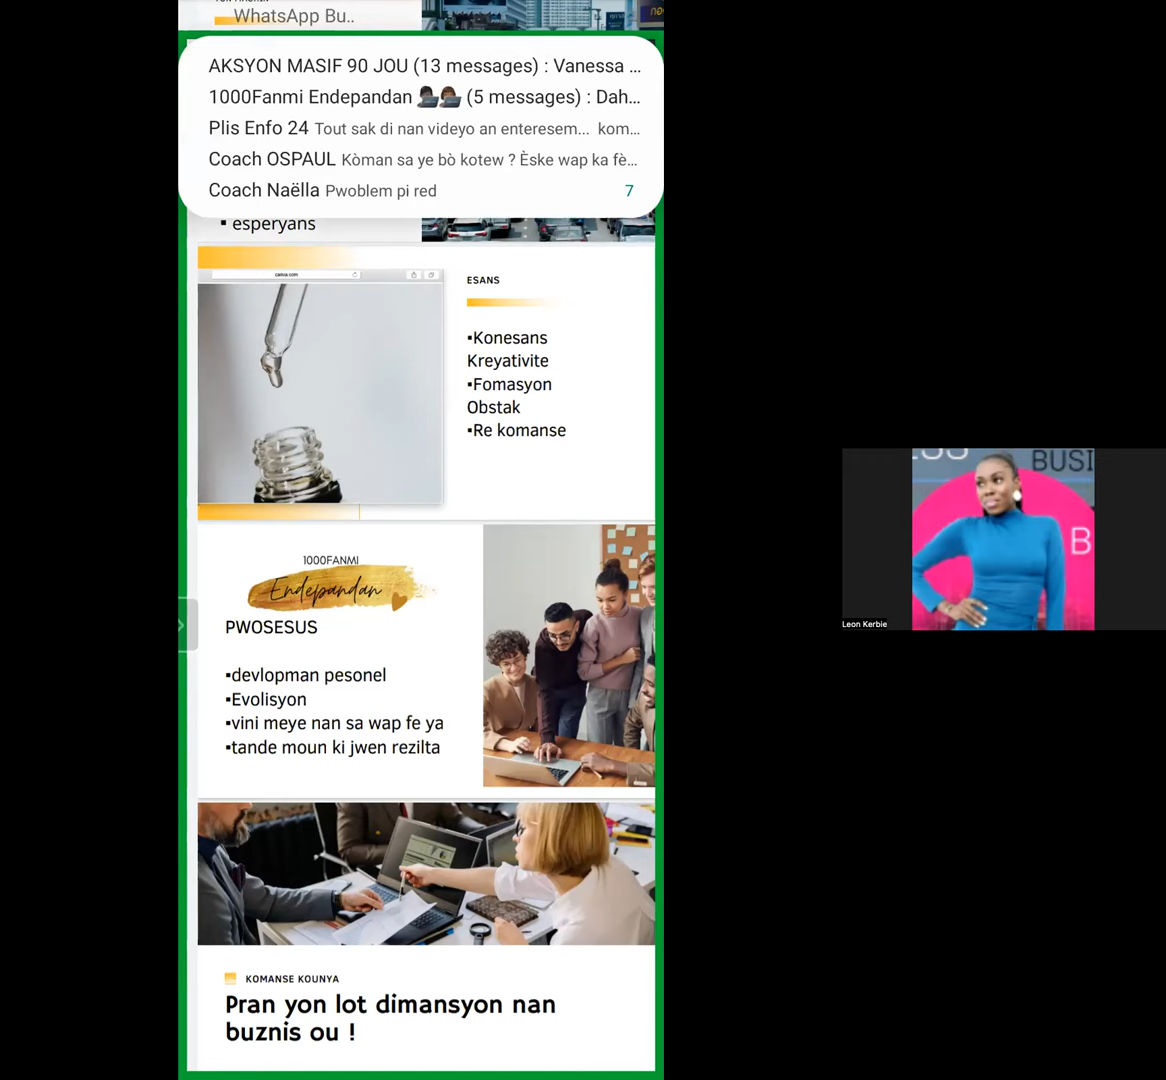 WhatsApp Bu..
AKSYON MASIF 90 JOU (13 messages) : Vanessa ...
1000Fanmi Endepandan 👩🏿‍💻👩🏾‍💻 (5 messages) : Dah...
Plis Enfo 24 Tout sak di nan videyo an enteresem... kom...
Coach OSPAUL Kòman sa ye bò kotew ? Èske wap ka fè...
Coach Naëlla Pwoblem pi red 7
▪ esperyans
canva.com
ESANS
▪Konesans
Kreyativite
▪Fomasyon
Obstak
▪Re komanse
1000FANMI
Endepandan
PWOSESUS
▪devlopman pesonel
▪Evolisyon
▪vini meye nan sa wap fe ya
▪tande moun ki jwen rezilta
KOMANSE KOUNYA
Pran yon lot dimansyon nan
buznis ou !
BUSI
B
Leon Kerbie